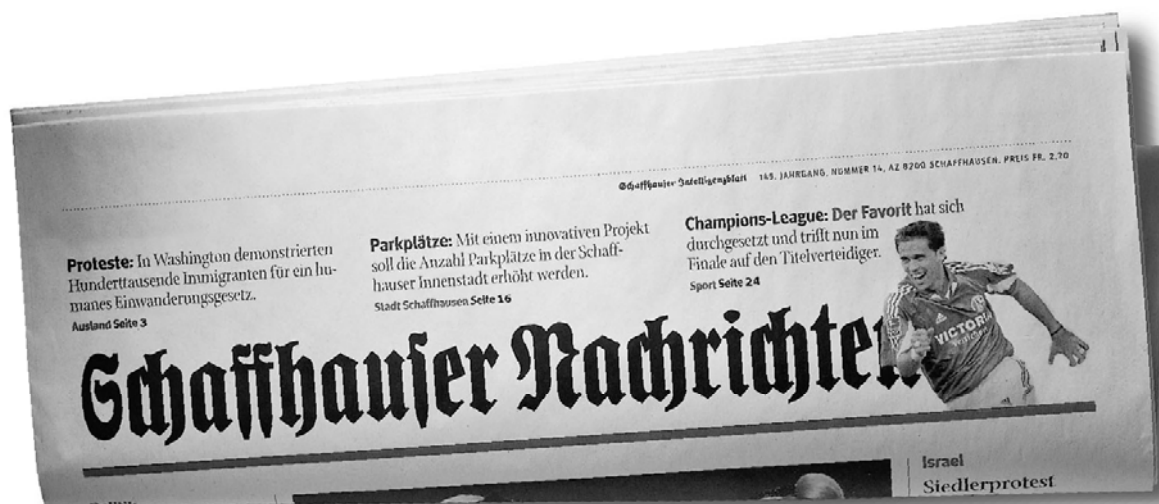 Schaffhauser Intelligenzblatt 145. JAHRGANG, NUMMER 14, AZ 8200 SCHAFFHAUSEN, PREIS FR. 2.20
Proteste: In Washington demonstrierten
Hunderttausende Immigranten für ein hu-
manes Einwanderungsgesetz.
Ausland Seite 3
Parkplätze: Mit einem innovativen Projekt
soll die Anzahl Parkplätze in der Schaff-
hauser Innenstadt erhöht werden.
Stadt Schaffhausen Seite 16
Champions-League: Der Favorit hat sich
durchgesetzt und trifft nun im
Finale auf den Titelverteidiger.
Sport Seite 24
VICTORIA
Schaffhauser Nachrichten
Israel
Siedlerprotest